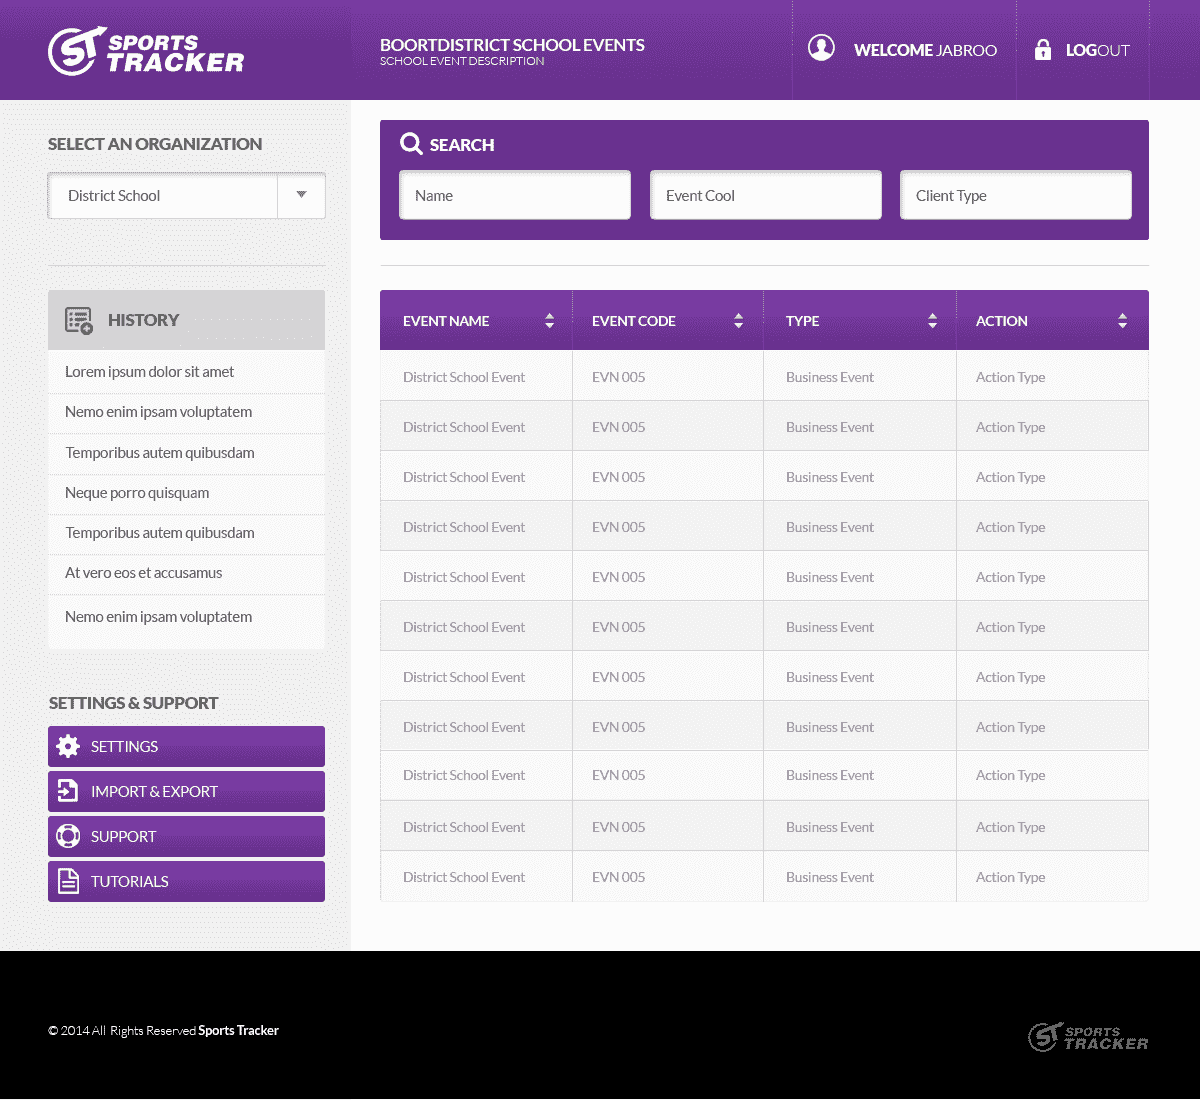 ST SPORTS
TRACKER
BOORTDISTRICT SCHOOL EVENTS
SCHOOL EVENT DESCRIPTION
WELCOME JABROO
LOGOUT
SELECT AN ORGANIZATION
District School
SEARCH
Name
Event Cool
Client Type
HISTORY
Lorem ipsum dolor sit amet
Nemo enim ipsam voluptatem
Temporibus autem quibusdam
Neque porro quisquam
Temporibus autem quibusdam
At vero eos et accusamus
Nemo enim ipsam voluptatem
SETTINGS & SUPPORT
SETTINGS
IMPORT & EXPORT
SUPPORT
TUTORIALS
EVENT NAME EVENT CODE TYPE ACTION
District School Event EVN 005 Business Event Action Type
District School Event EVN 005 Business Event Action Type
District School Event EVN 005 Business Event Action Type
District School Event EVN 005 Business Event Action Type
District School Event EVN 005 Business Event Action Type
District School Event EVN 005 Business Event Action Type
District School Event EVN 005 Business Event Action Type
District School Event EVN 005 Business Event Action Type
District School Event EVN 005 Business Event Action Type
District School Event EVN 005 Business Event Action Type
District School Event EVN 005 Business Event Action Type
© 2014 All Rights Reserved Sports Tracker
ST SPORTS
TRACKER